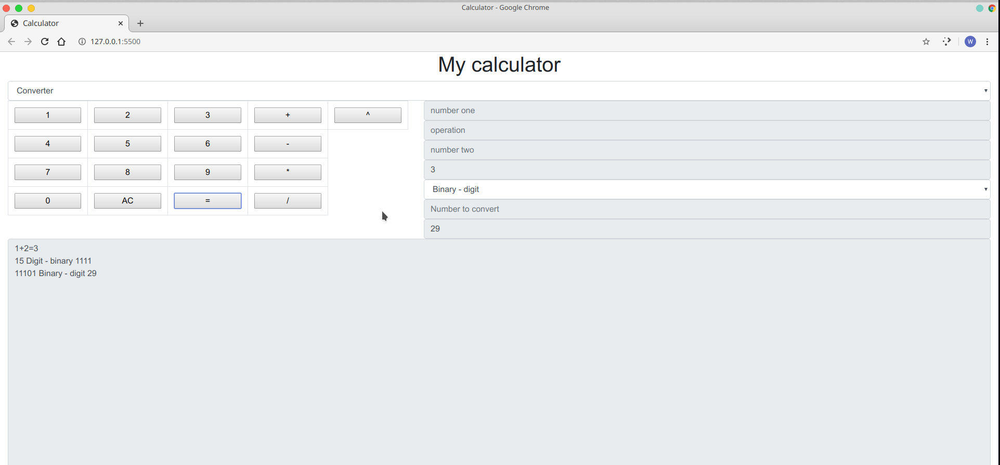 Calculator - Google Chrome
Calculator
127.0.0.1:5500
W
My calculator
Converter
1 2 3 + ^
4 5 6 -
7 8 9 *
0 AC = /
number one
operation
number two
3
Binary - digit
Number to convert
29
1+2=3
15 Digit - binary 1111
11101 Binary - digit 29